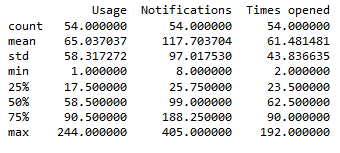 Usage Notifications Times opened
count 54.000000 54.000000 54.000000
mean 65.037037 117.703704 61.481481
std 58.317272 97.017530 43.836635
min 1.000000 8.000000 2.000000
25% 17.500000 25.750000 23.500000
50% 58.500000 99.000000 62.500000
75% 90.500000 188.250000 90.000000
max 244.000000 405.000000 192.000000